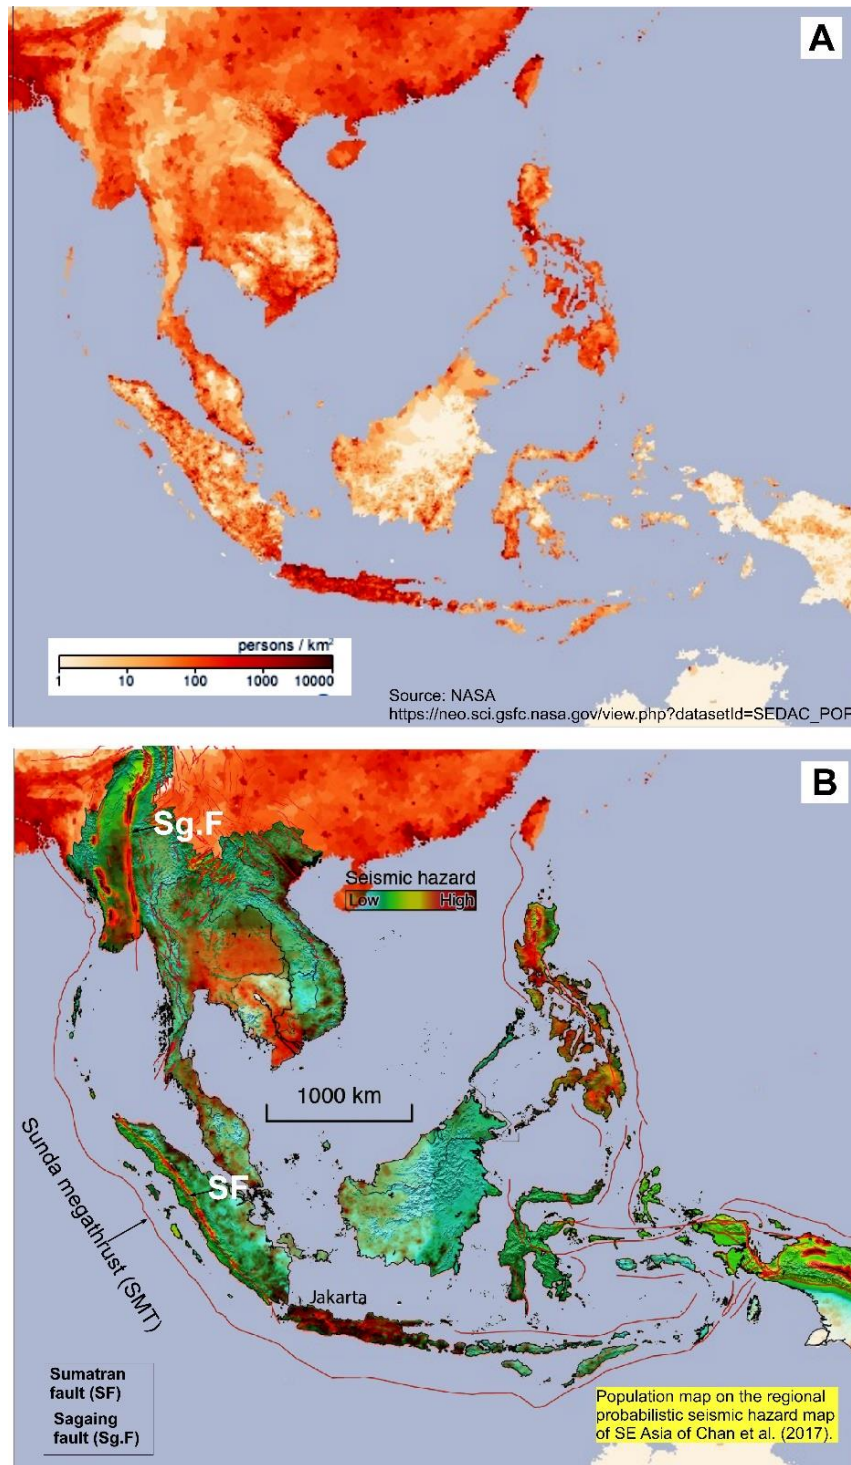 A
persons / km²
1 10 100 1000 10000
Source: NASA
https://neo.sci.gsfc.nasa.gov/view.php?datasetId=SEDAC_POP
B
Sg.F
Seismic hazard
Low High
1000 km
Sunda megathrust (SMT)
SF
Jakarta
Sumatran
fault (SF)
Sagaing
fault (Sg.F)
Population map on the regional
probabilistic seismic hazard map
of SE Asia of Chan et al. (2017).